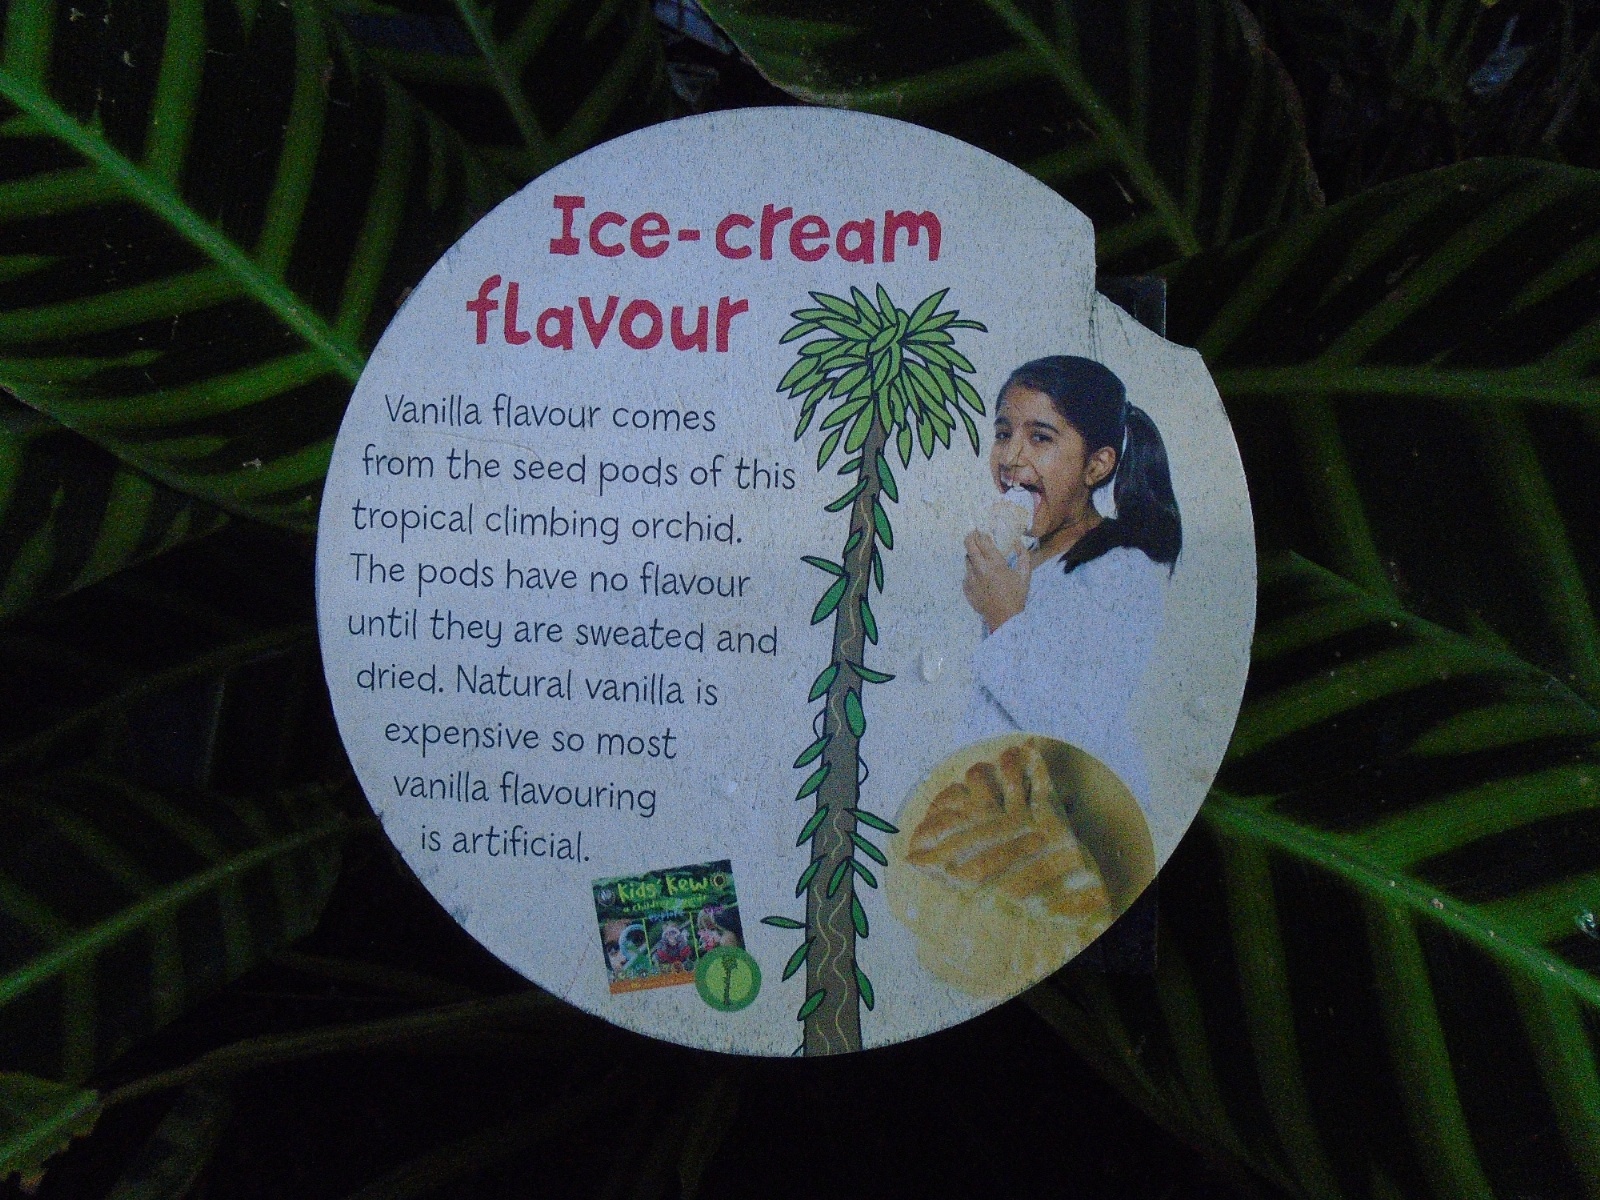 Ice-cream
flavour
Vanilla flavour comes
from the seed pods of this
tropical climbing orchid.
The pods have no flavour
until they are sweated and
dried. Natural vanilla is
expensive so most
vanilla flavouring
is artificial.
Kids' Kew
a children's